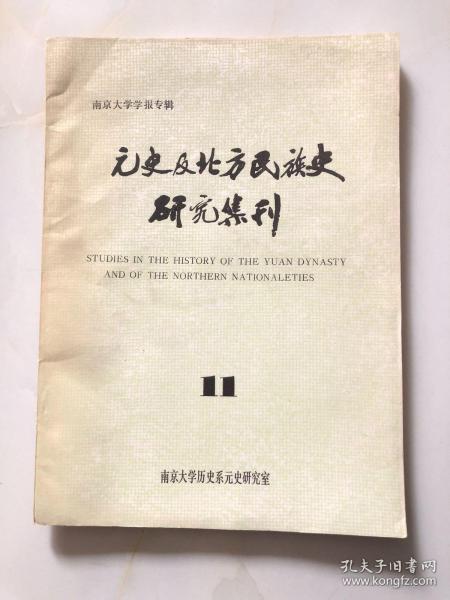 南京大学学报专辑
元史及北方民族史
研究集刊
STUDIES IN THE HISTORY OF THE YUAN DYNASTY
AND OF THE NORTHERN NATIONALETIES
11
南京大学历史系元史研究室
孔夫子旧书网
www.kongfz.com